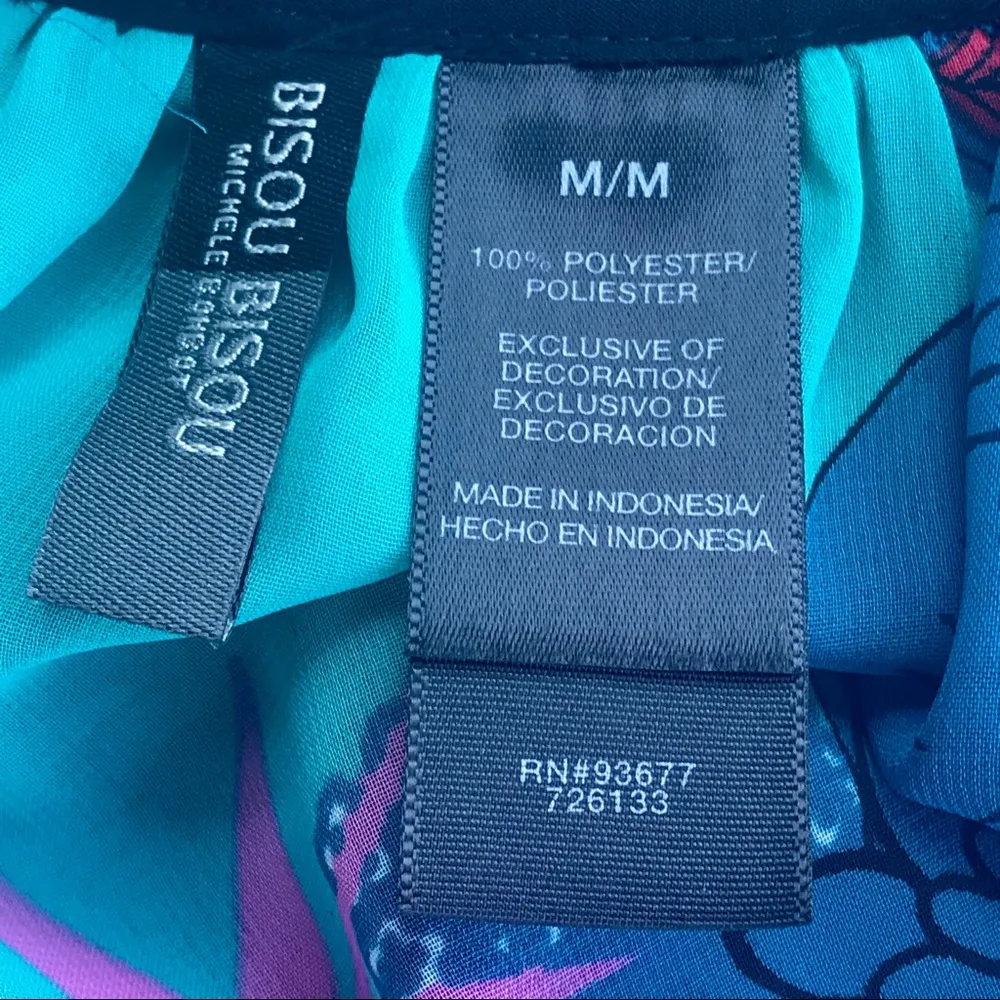 BISOU BISOU
MICHELE BOHBOT
M/M
100% POLYESTER/
POLIESTER
EXCLUSIVE OF
DECORATION/
EXCLUSIVO DE
DECORACION
MADE IN INDONESIA/
HECHO EN INDONESIA
RN#93677
726133